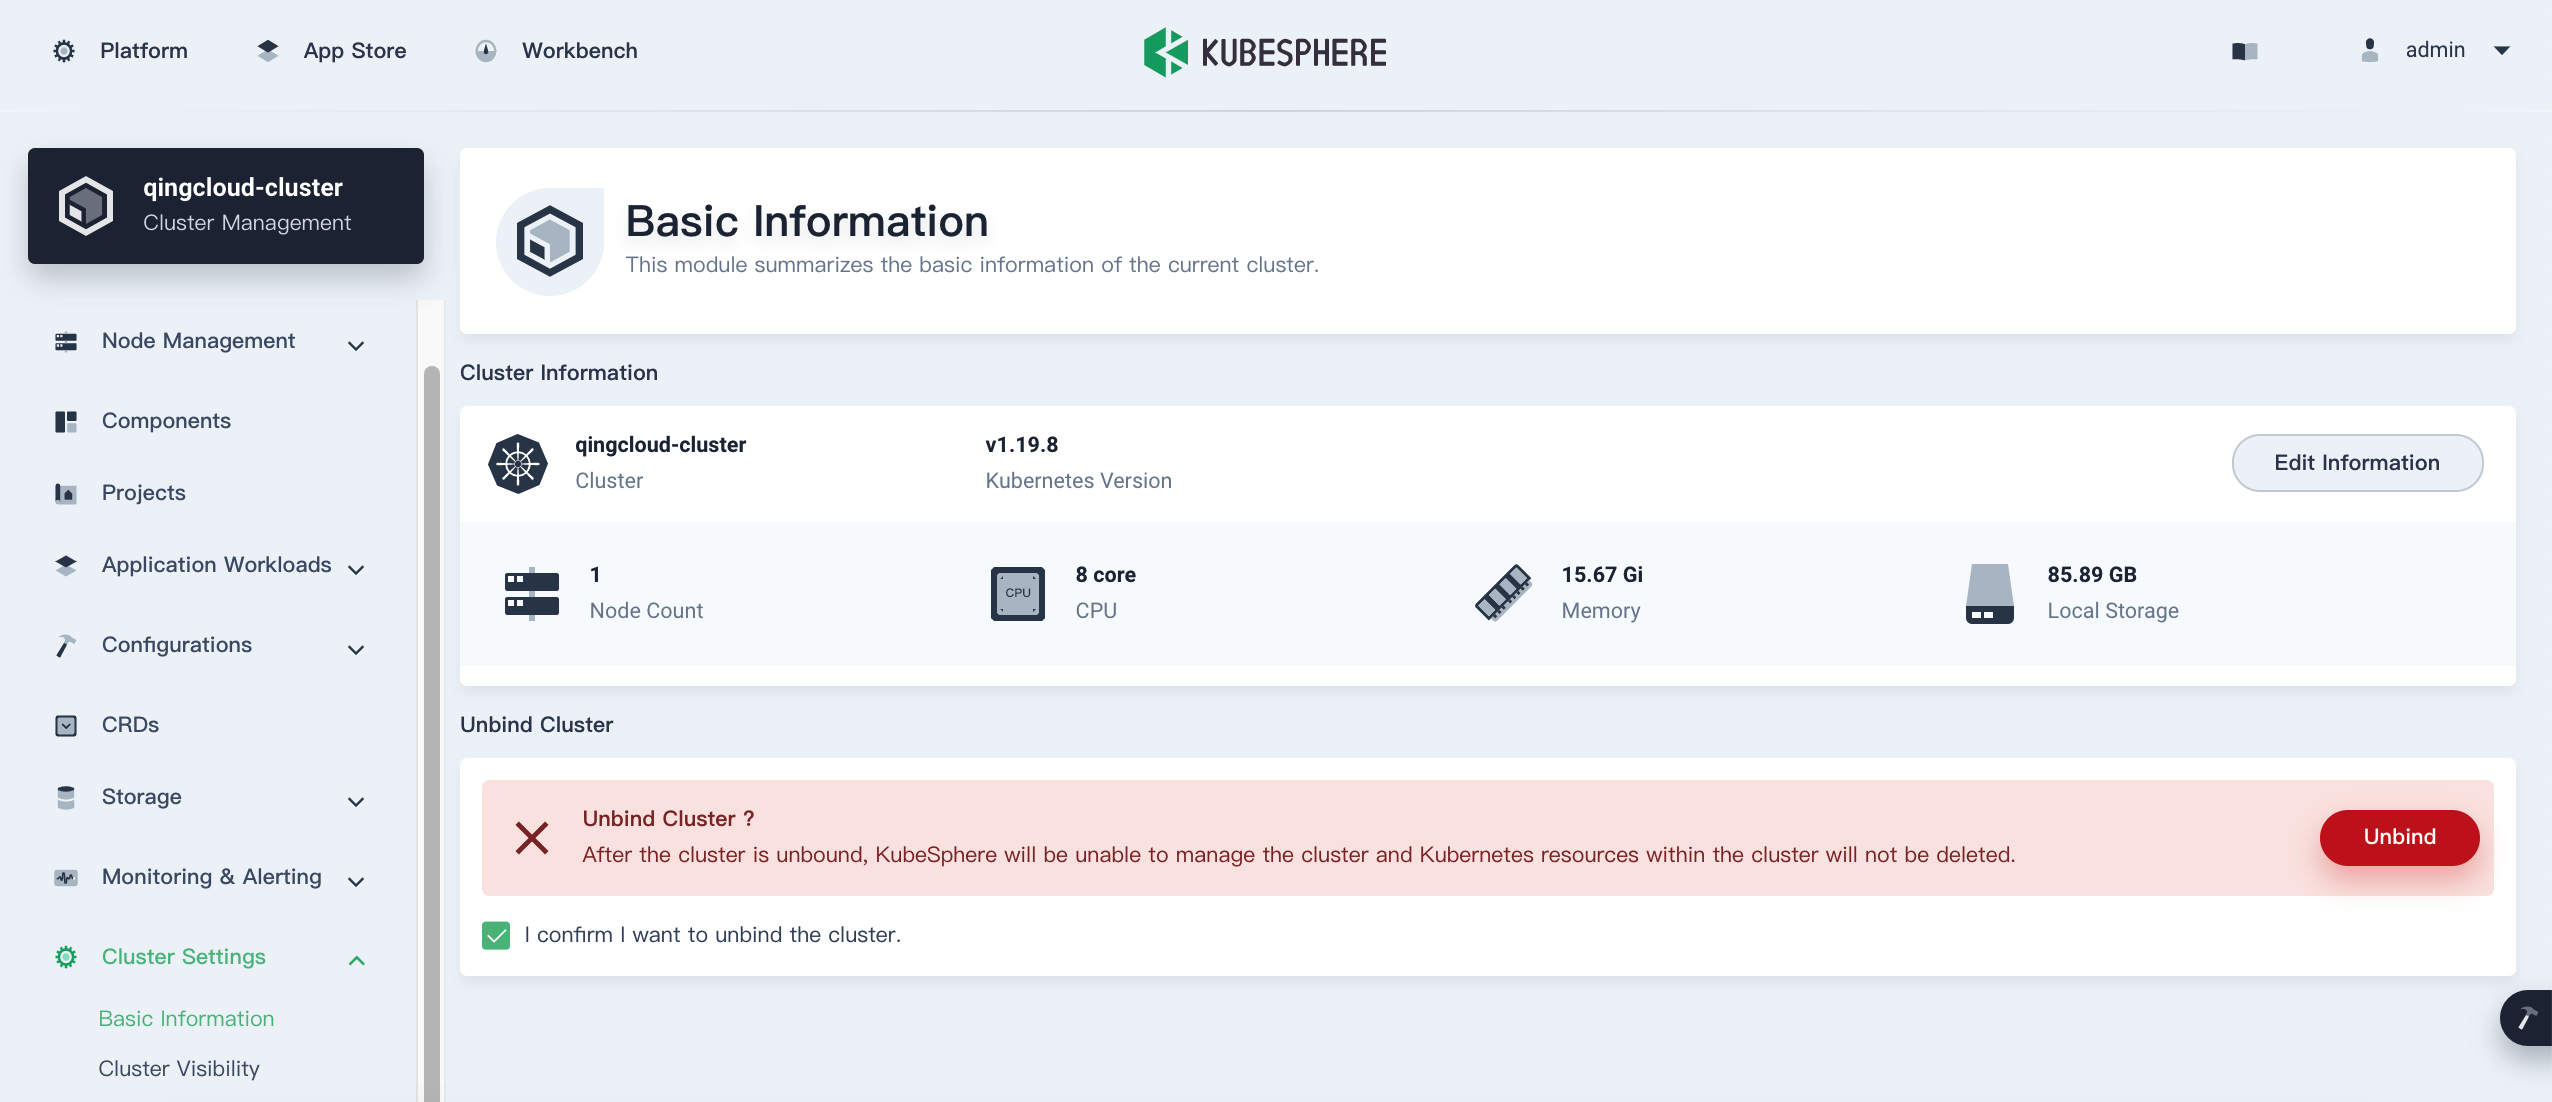 Platform
App Store
Workbench
KUBESPHERE
admin
qingcloud-cluster
Cluster Management
Node Management
Components
Projects
Application Workloads
Configurations
CRDs
Storage
Monitoring & Alerting
Cluster Settings
Basic Information
Cluster Visibility
Basic Information
This module summarizes the basic information of the current cluster.
Cluster Information
qingcloud-cluster
Cluster
v1.19.8
Kubernetes Version
Edit Information
1
Node Count
CPU
8 core
CPU
15.67 Gi
Memory
85.89 GB
Local Storage
Unbind Cluster
Unbind Cluster ?
After the cluster is unbound, KubeSphere will be unable to manage the cluster and Kubernetes resources within the cluster will not be deleted.
Unbind
I confirm I want to unbind the cluster.